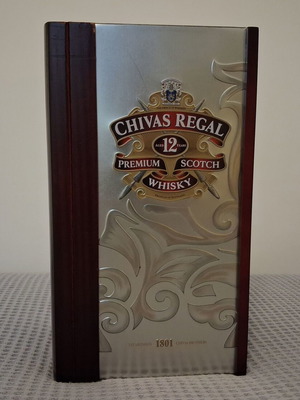 CHIVAS REGAL
AGED 12 YEARS
PREMIUM SCOTCH
WHISKY
1801